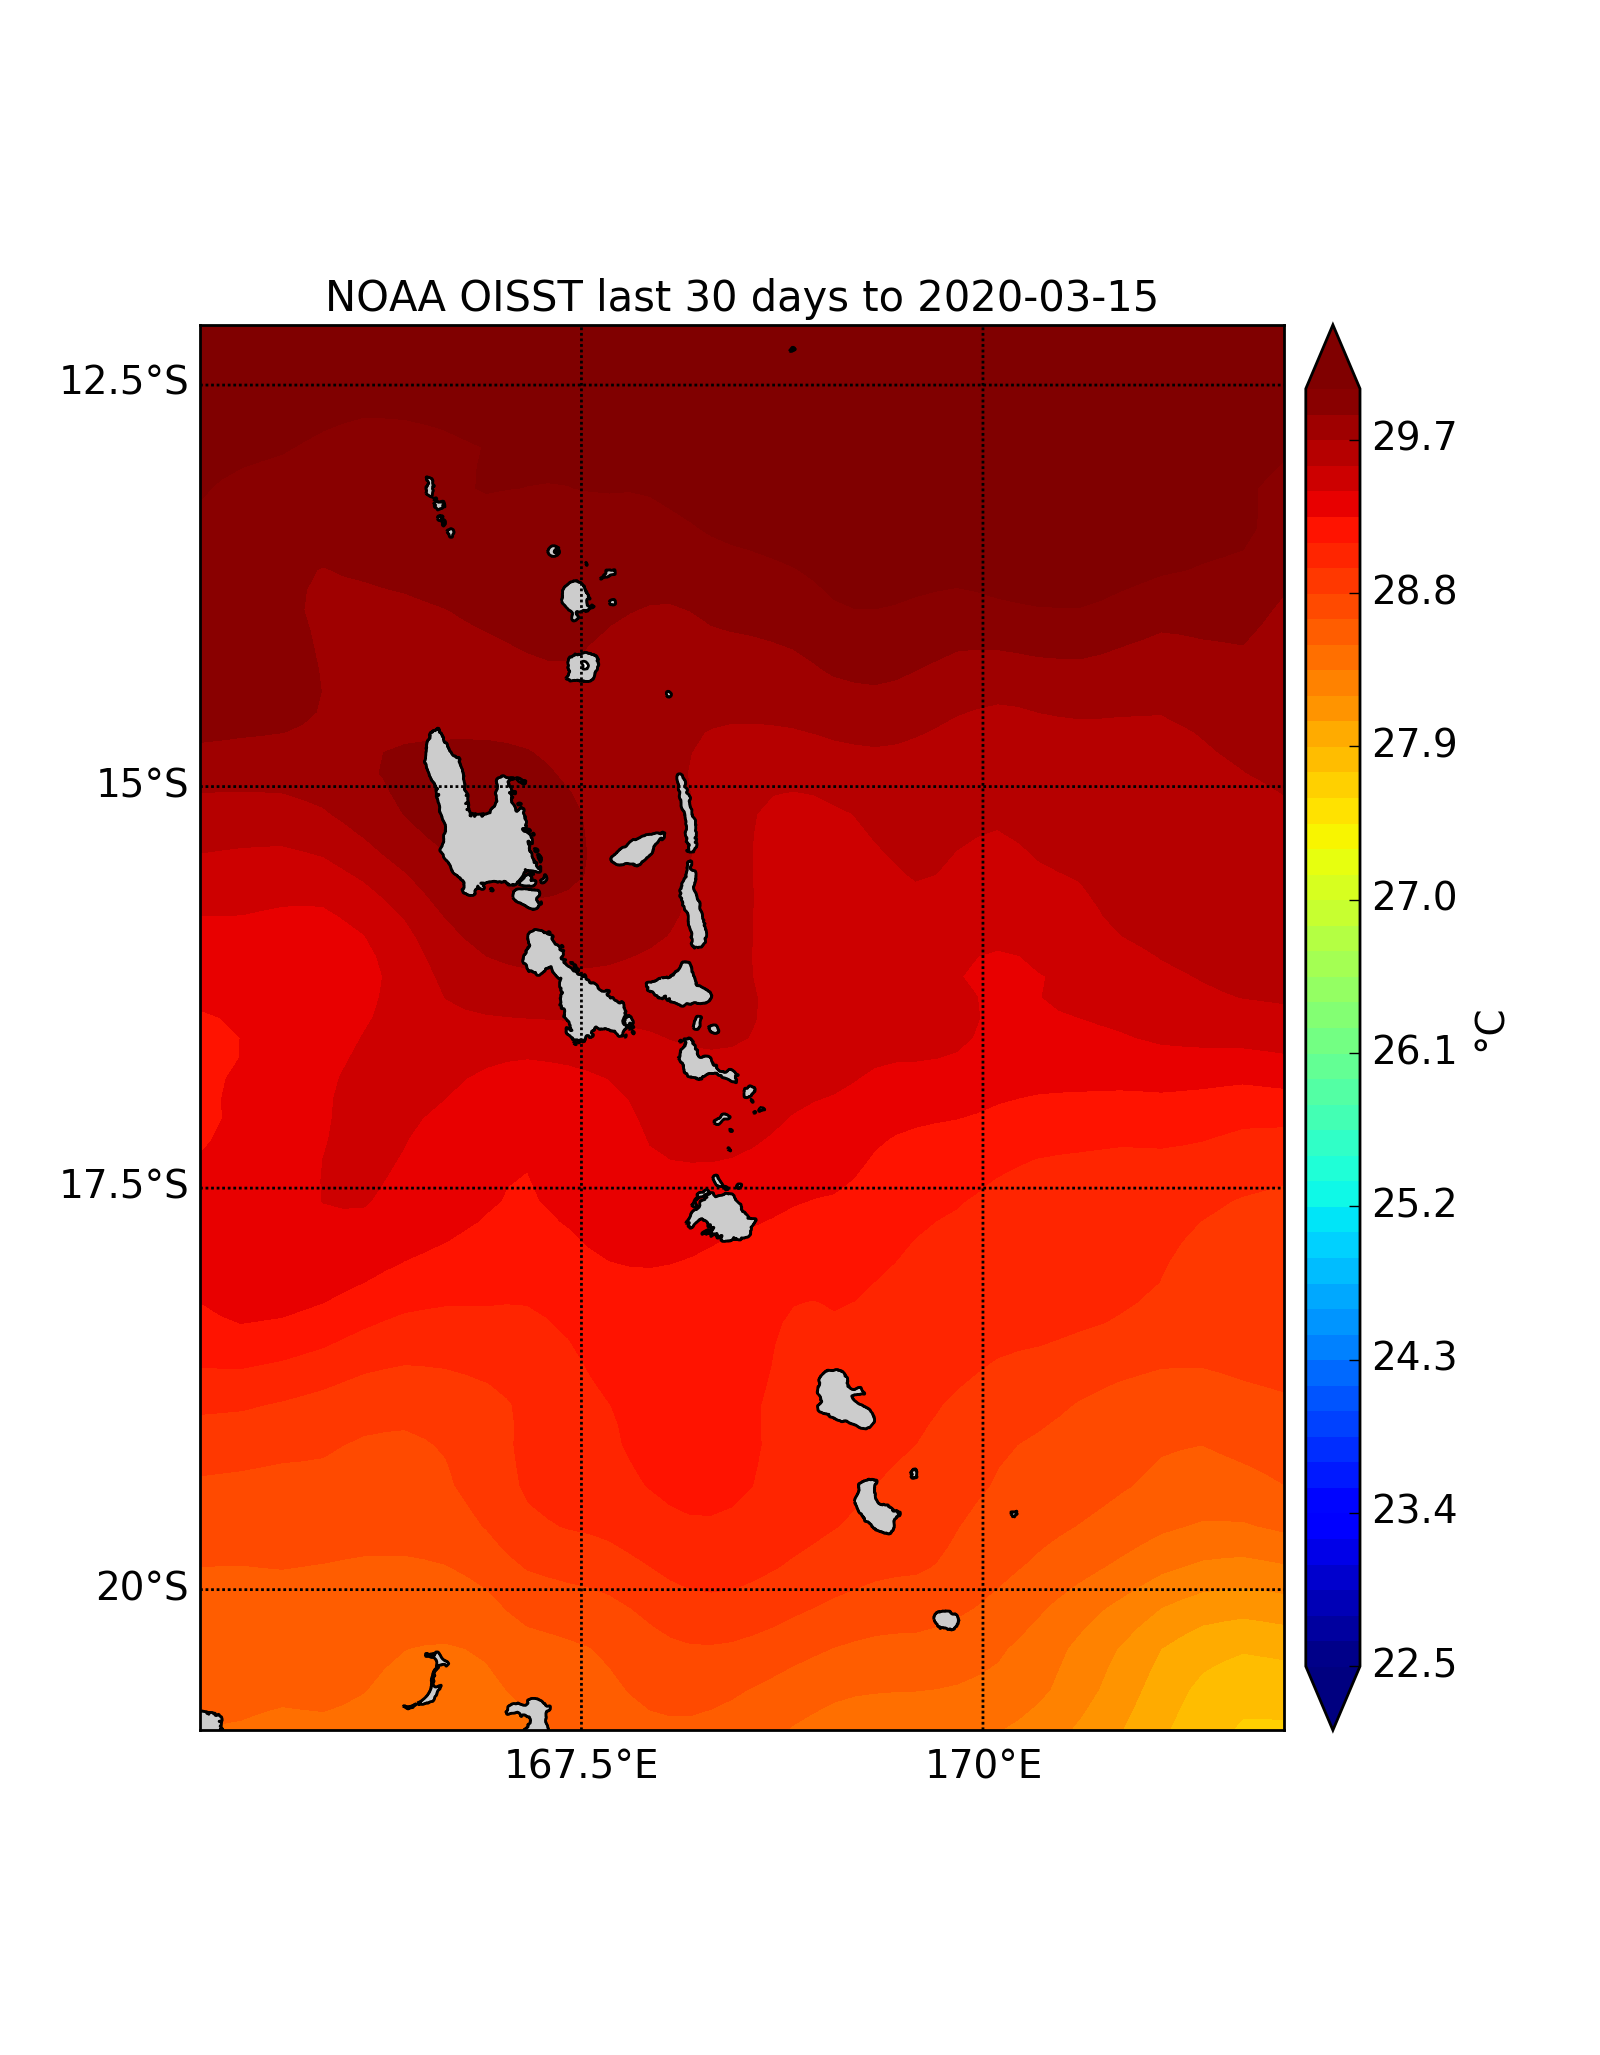 NOAA OISST last 30 days to 2020-03-15
12.5°S
15°S
17.5°S
20°S
167.5°E
170°E
29.7
28.8
27.9
27.0
26.1
25.2
24.3
23.4
22.5
°C